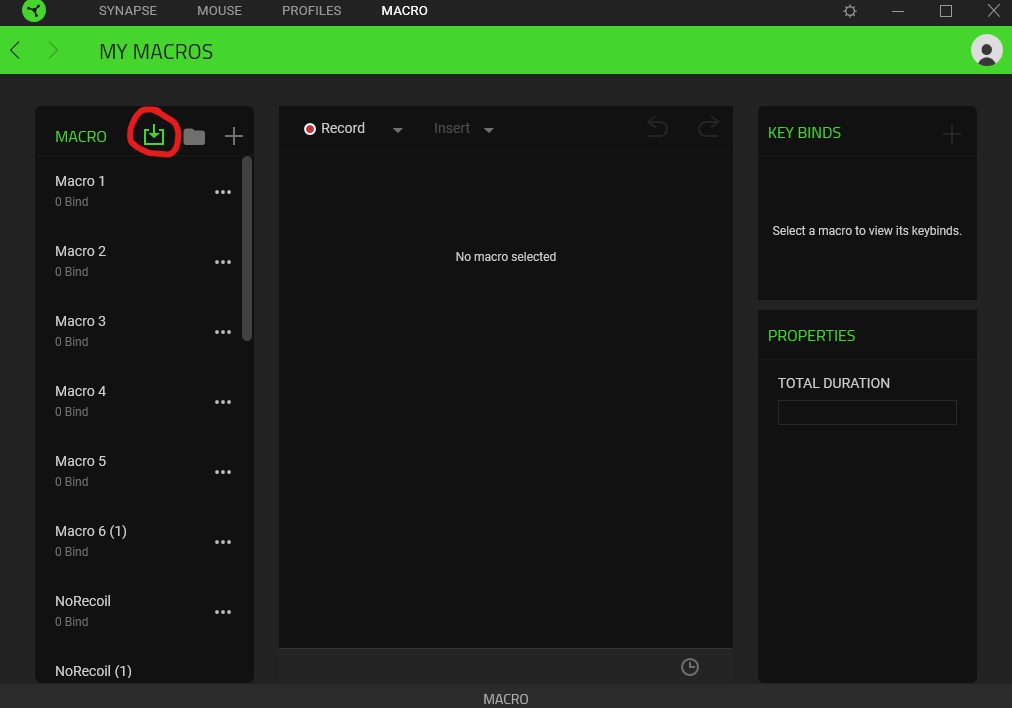 SYNAPSE MOUSE PROFILES MACRO
MY MACROS
MACRO
Macro 1
0 Bind
Macro 2
0 Bind
Macro 3
0 Bind
Macro 4
0 Bind
Macro 5
0 Bind
Macro 6 (1)
0 Bind
NoRecoil
0 Bind
NoRecoil (1)
Record Insert
No macro selected
KEY BINDS
Select a macro to view its keybinds.
PROPERTIES
TOTAL DURATION
MACRO